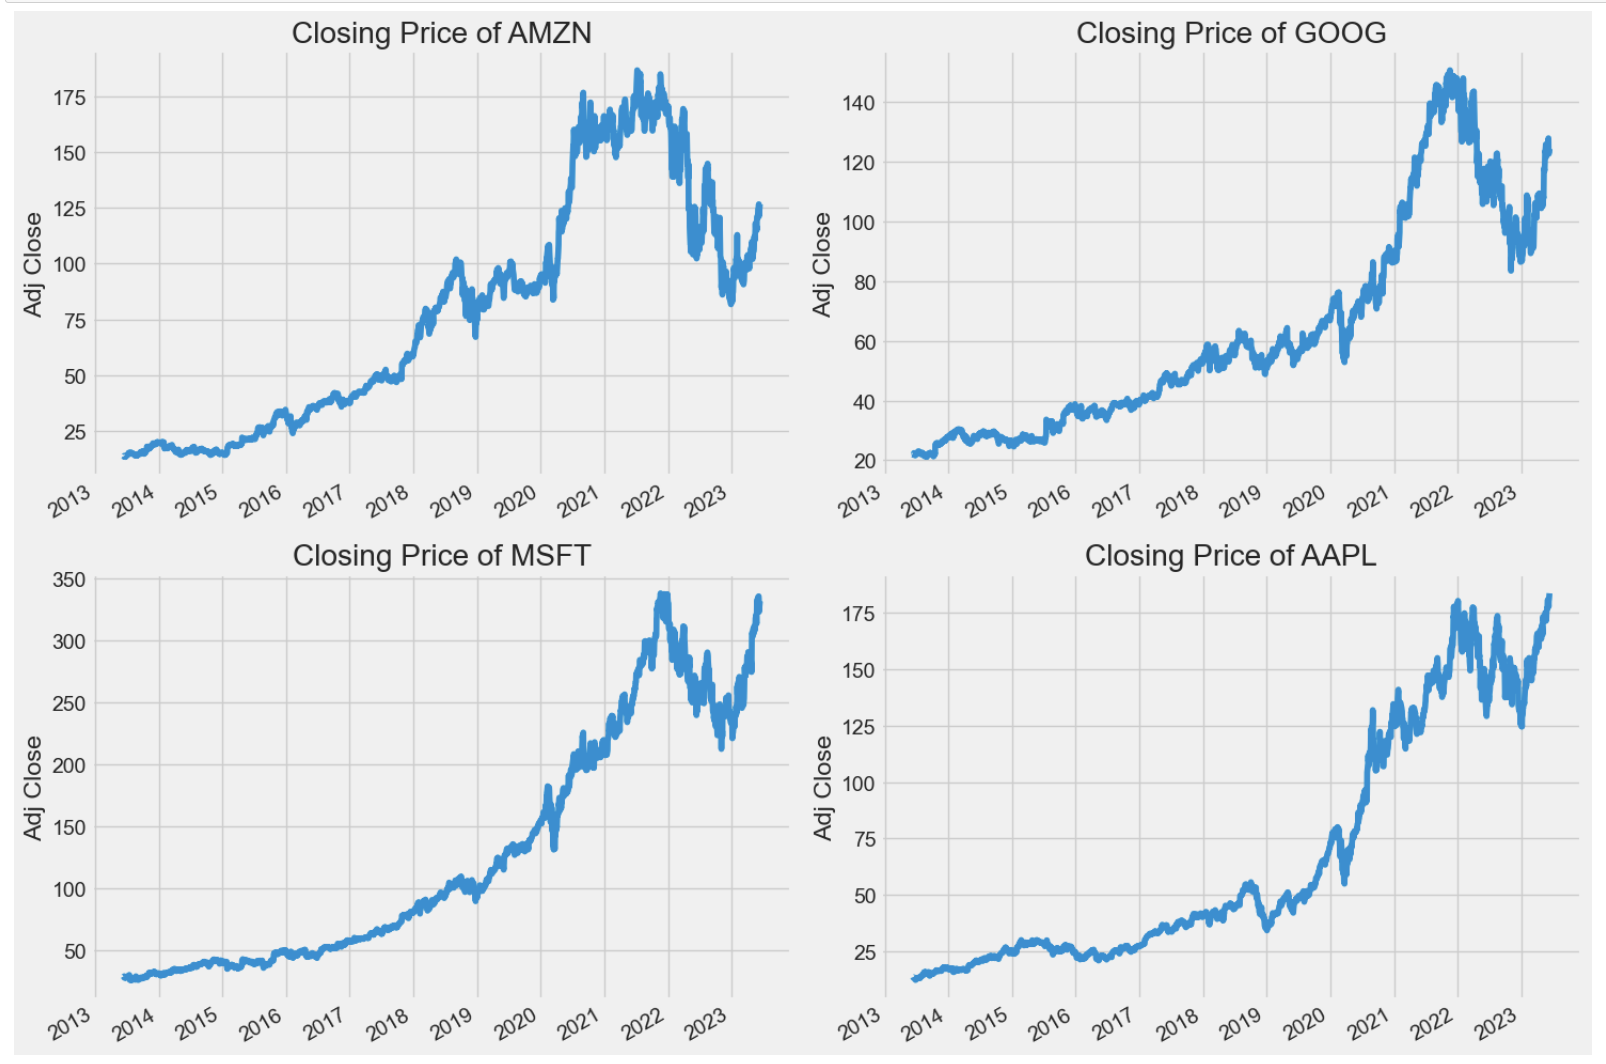 Closing Price of AMZN
Adj Close
175
150
125
100
75
50
25
2013 2014 2015 2016 2017 2018 2019 2020 2021 2022 2023
Closing Price of GOOG
Adj Close
140
120
100
80
60
40
20
2013 2014 2015 2016 2017 2018 2019 2020 2021 2022 2023
Closing Price of MSFT
Adj Close
350
300
250
200
150
100
50
2013 2014 2015 2016 2017 2018 2019 2020 2021 2022 2023
Closing Price of AAPL
Adj Close
175
150
125
100
75
50
25
2013 2014 2015 2016 2017 2018 2019 2020 2021 2022 2023